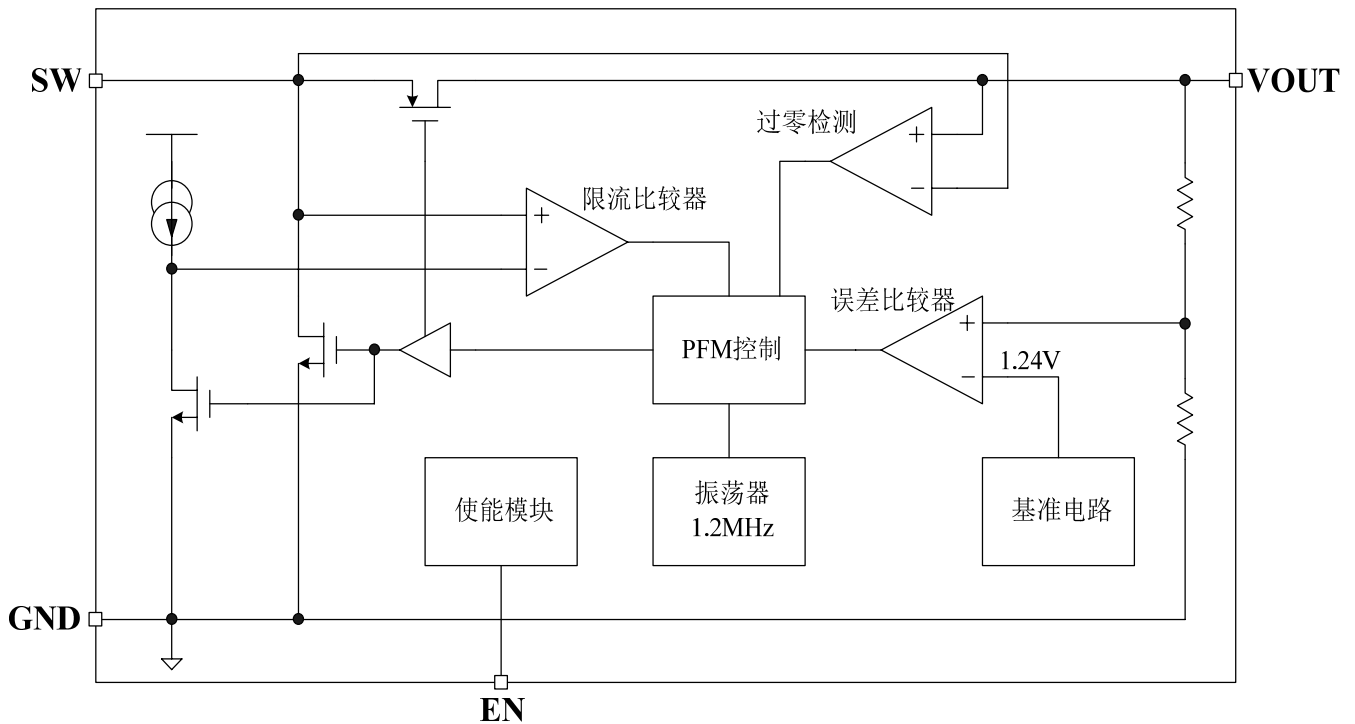 SW
VOUT
过零检测
+
−
限流比较器
+
−
误差比较器
+
1.24V
−
PFM控制
使能模块
振荡器
1.2MHz
基准电路
GND
EN